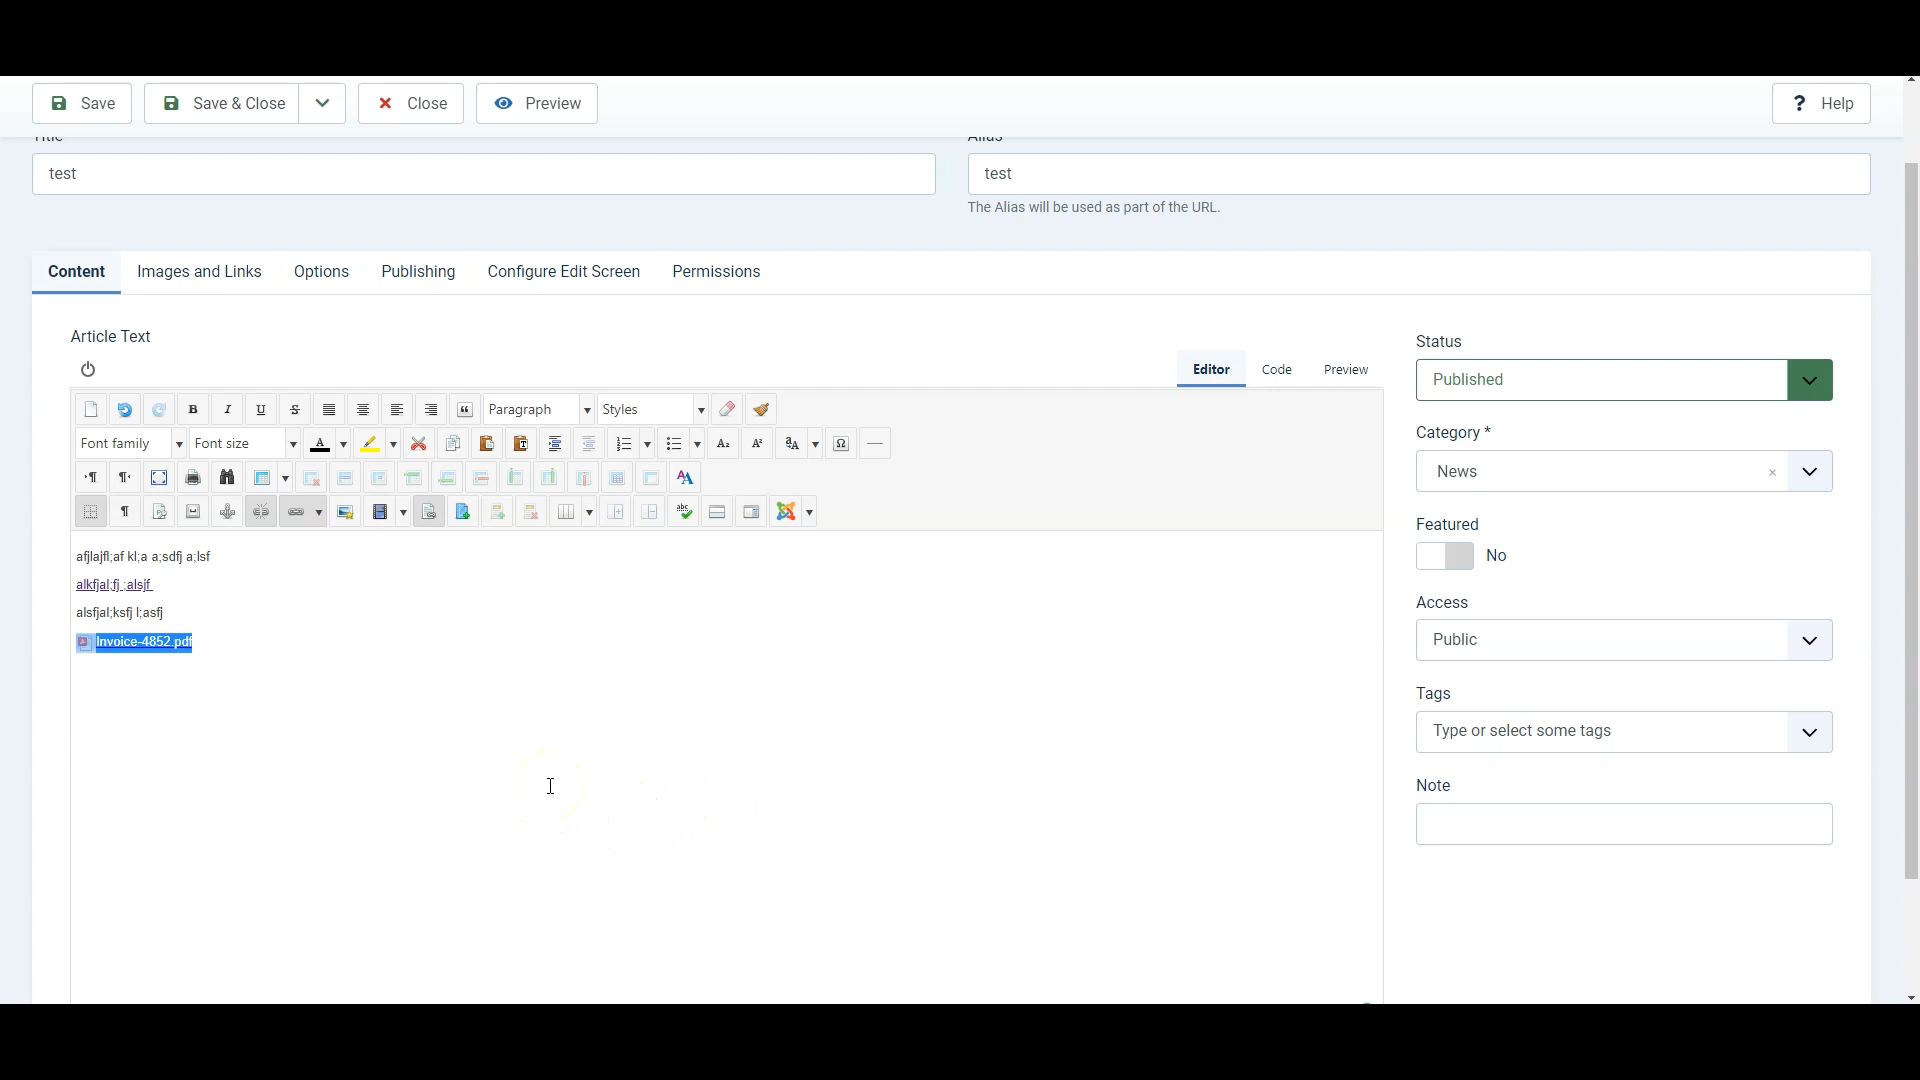 Save
Save & Close
Close
Preview
? Help
Title
Alias
test
test
The Alias will be used as part of the URL.
Content
Images and Links
Options
Publishing
Configure Edit Screen
Permissions
Article Text
Editor
Code
Preview
Paragraph
Styles
Font family
Font size
afjlajfl;af kl;a a;sdfj a;lsf
alkfjal;fj ;alsjf
alsfjal;ksfj l;asfj
Invoice-4852.pdf
Status
Published
Category *
News
Featured
No
Access
Public
Tags
Type or select some tags
Note